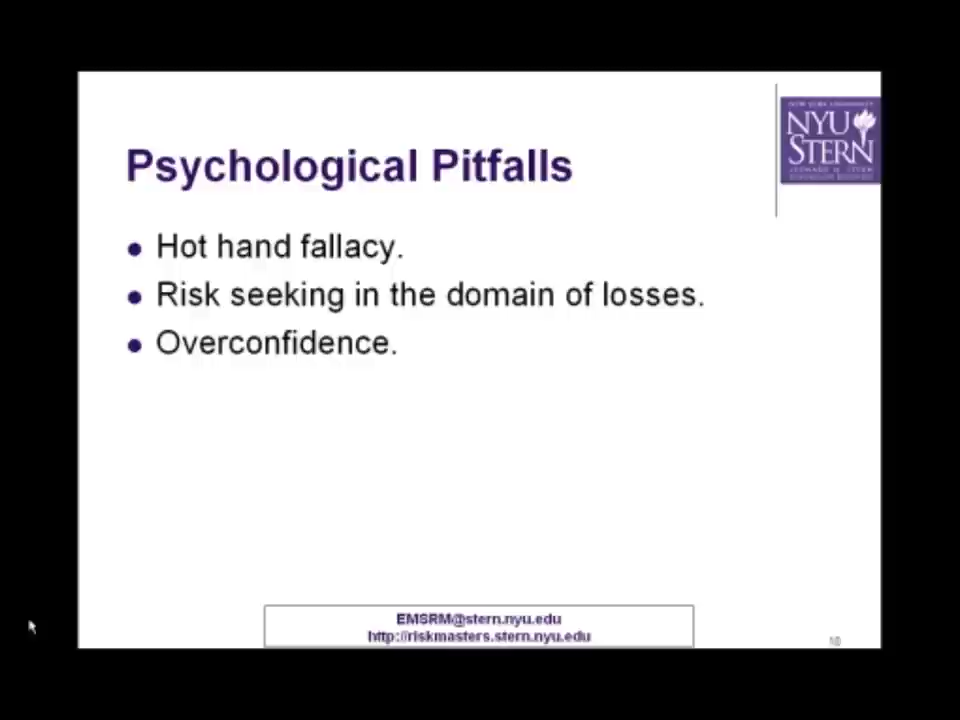 NEW YORK UNIVERSITY
NYU
STERN
Psychological Pitfalls
Hot hand fallacy.
Risk seeking in the domain of losses.
Overconfidence.
EMSRM@stern.nyu.edu
http://riskmasters.stern.nyu.edu